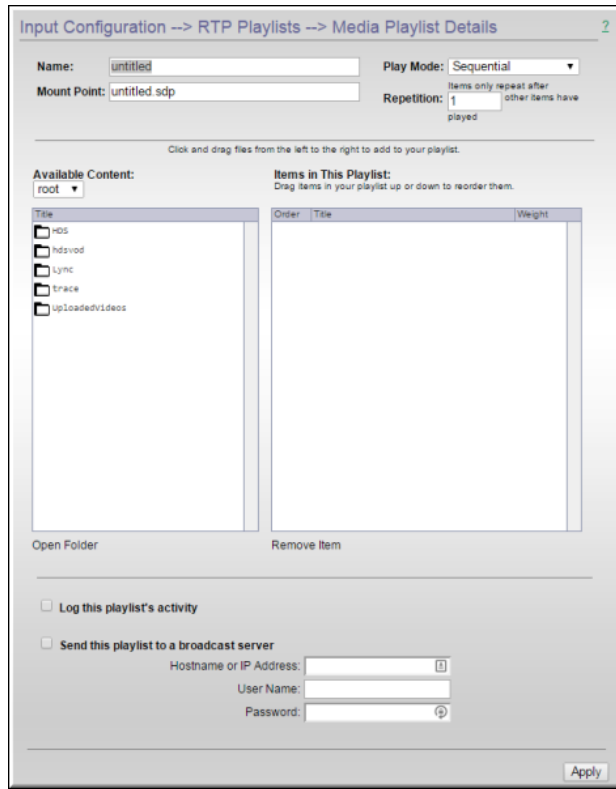 Input Configuration --> RTP Playlists --> Media Playlist Details ?
Name: untitled
Play Mode: Sequential
Mount Point: untitled.sdp
Repetition: Items only repeat after 1 other items have played
Click and drag files from the left to the right to add to your playlist.
Available Content:
root
Items in This Playlist:
Drag items in your playlist up or down to reorder them.
Title
Order Title Weight
HDS
hdsvod
Lync
trace
UploadedVideos
Open Folder
Remove Item
Log this playlist's activity
Send this playlist to a broadcast server
Hostname or IP Address:
User Name:
Password:
Apply